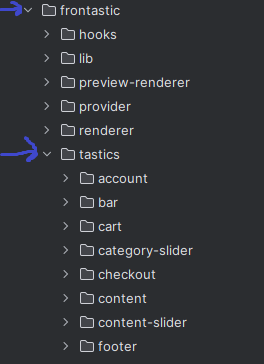 frontastic
hooks
lib
preview-renderer
provider
renderer
tastics
account
bar
cart
category-slider
checkout
content
content-slider
footer